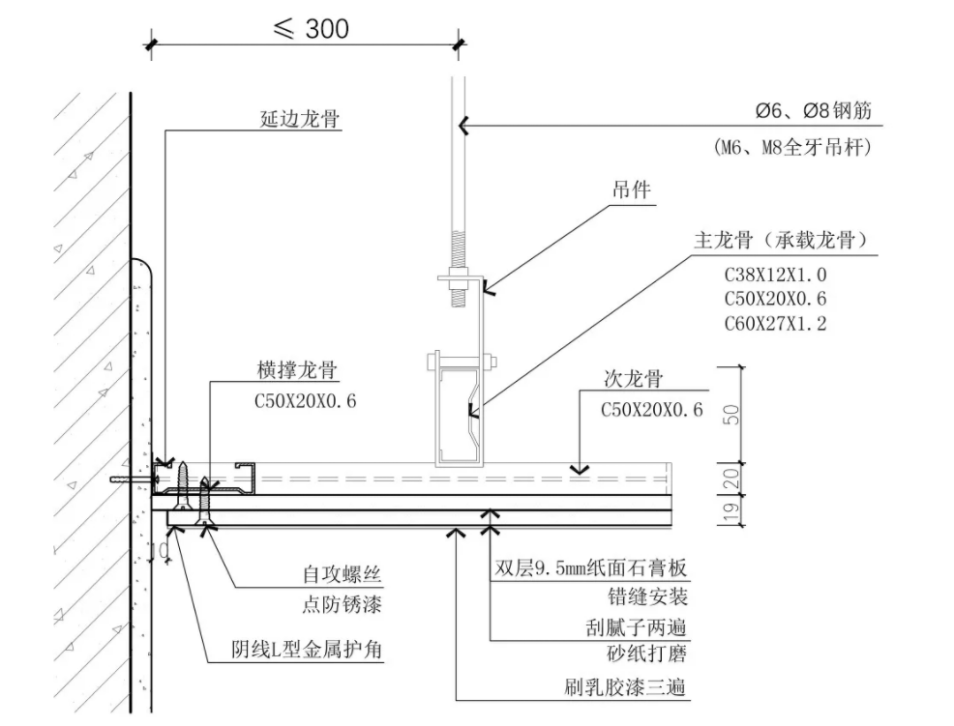 ≤ 300
延边龙骨
Ø6、Ø8钢筋
(M6、M8全牙吊杆)
吊件
主龙骨（承载龙骨）
C38X12X1.0
C50X20X0.6
C60X27X1.2
横撑龙骨
C50X20X0.6
次龙骨
C50X20X0.6
50
20
19
10
自攻螺丝
点防锈漆
阴线L型金属护角
双层9.5mm纸面石膏板
错缝安装
刮腻子两遍
砂纸打磨
刷乳胶漆三遍